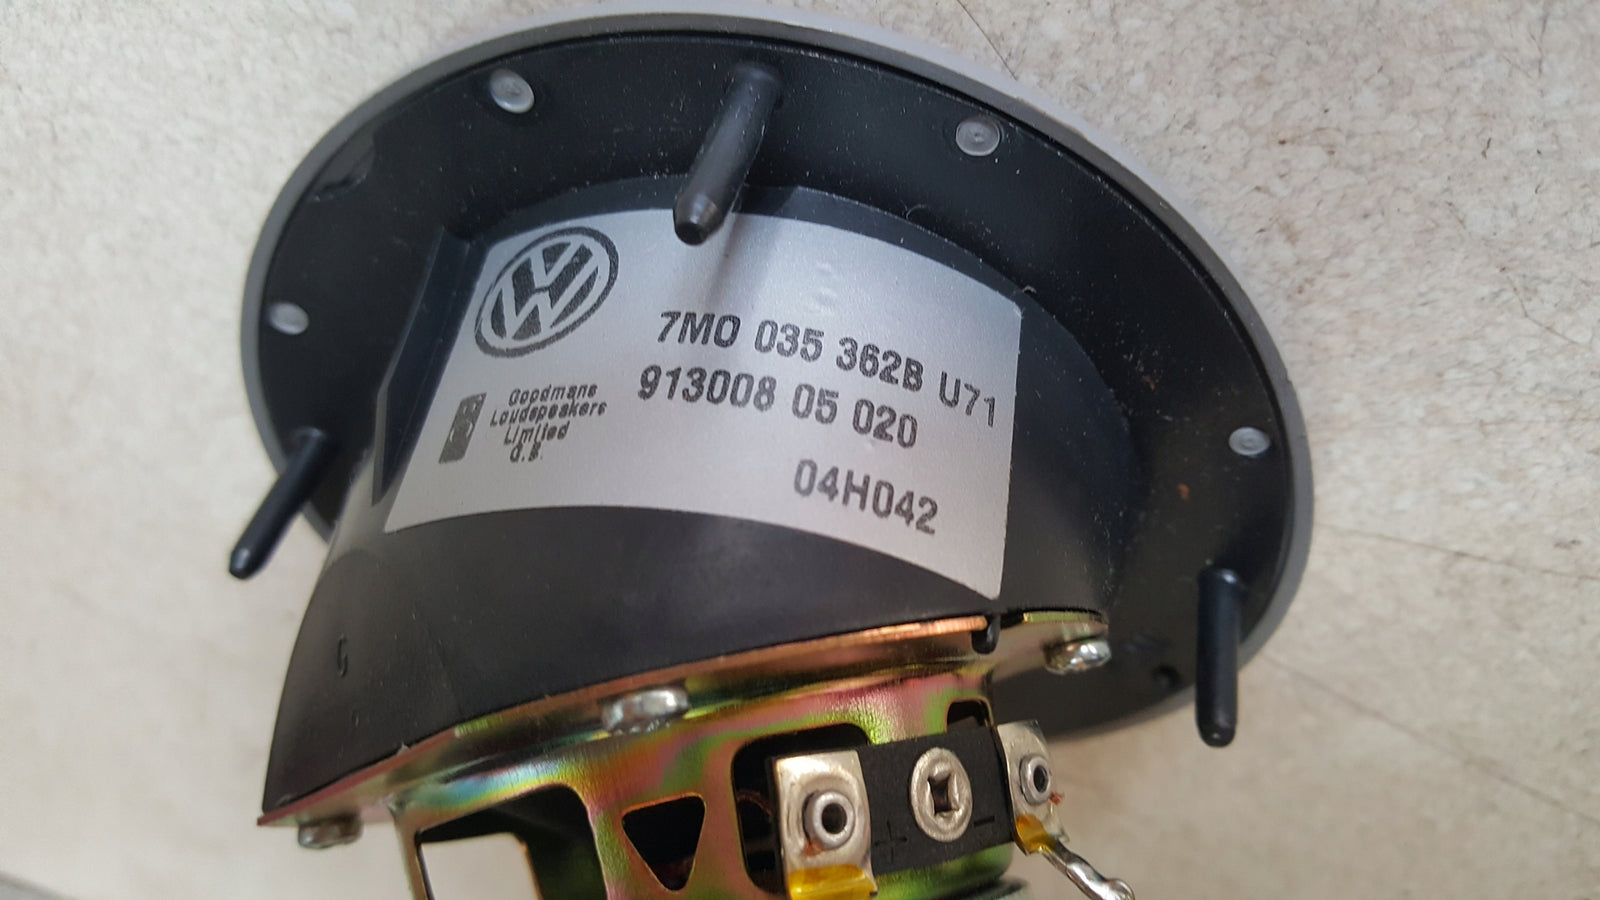 7M0 035 362B U71
913008 05 020
Goodmans
Loudspeakers
Limited
04H042
G
+ −